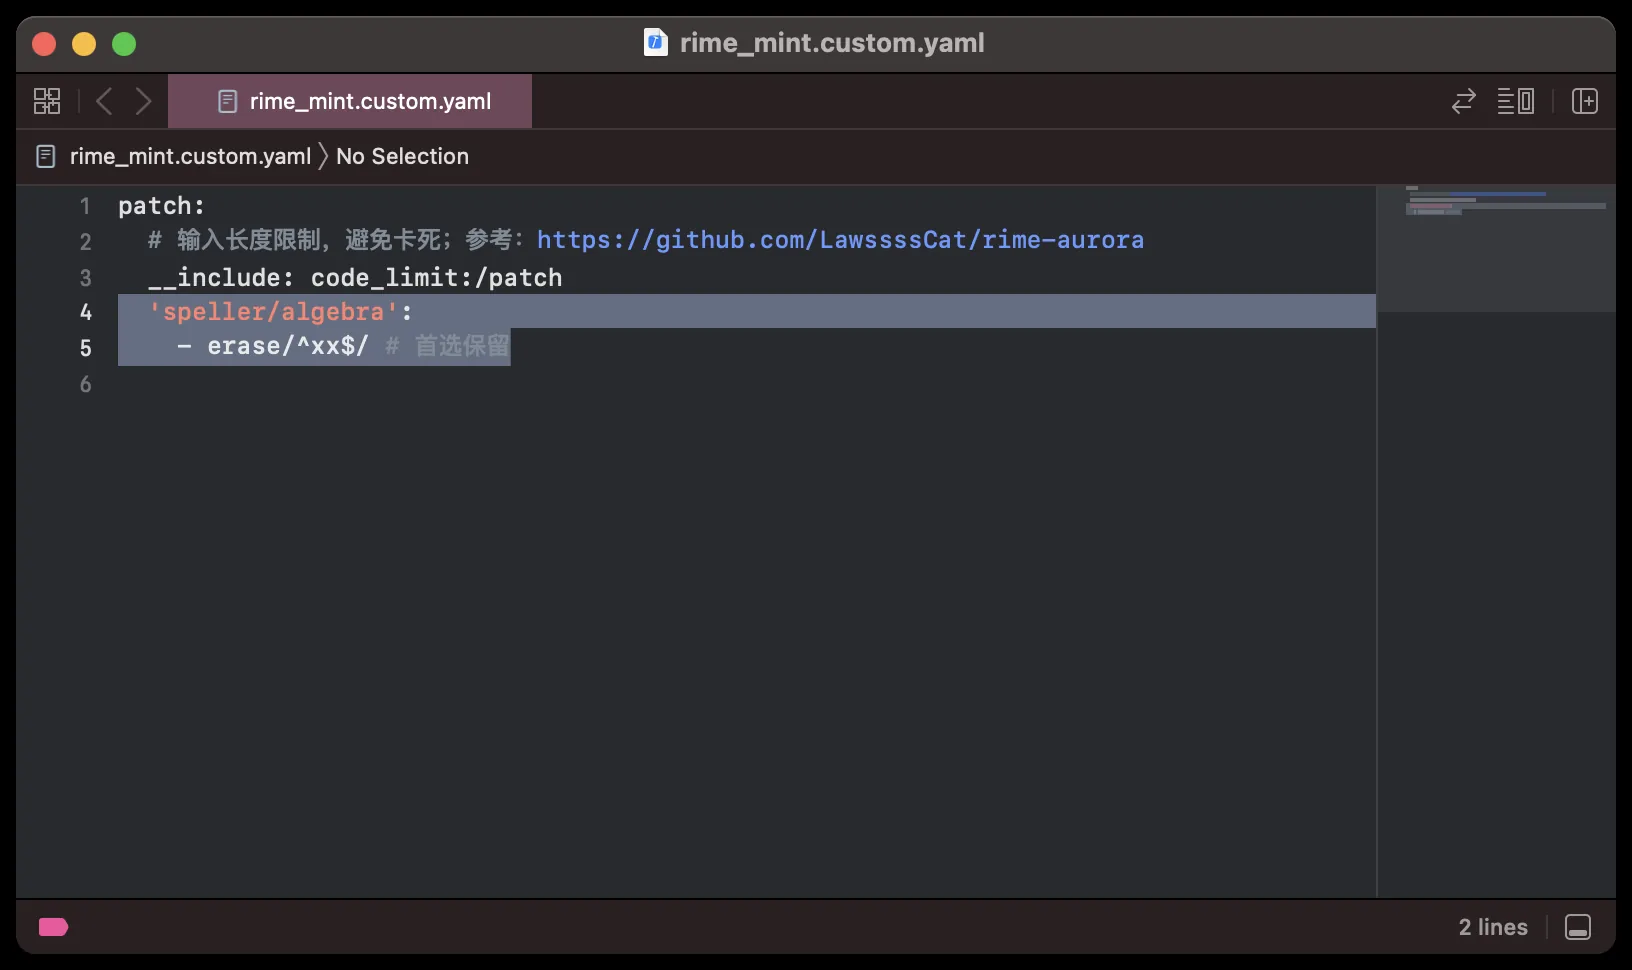 rime_mint.custom.yaml
rime_mint.custom.yaml
rime_mint.custom.yaml 〉 No Selection
1 patch:
2   # 输入长度限制，避免卡死；参考：https://github.com/LawssssCat/rime-aurora
3   __include: code_limit:/patch
4   'speller/algebra':
5     - erase/^xx$/ # 首选保留
6
2 lines